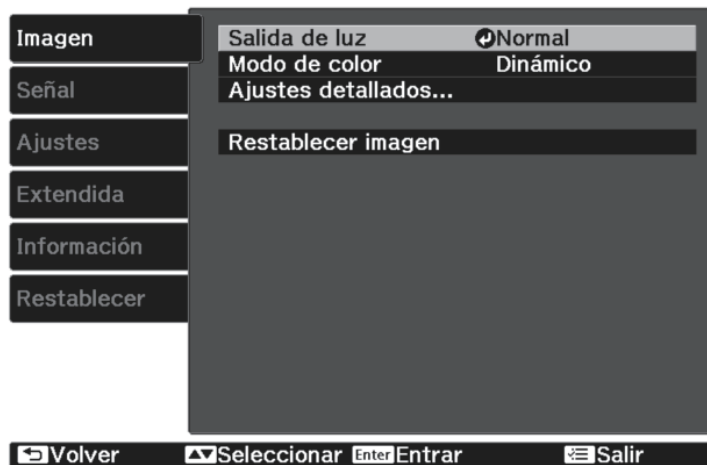 Imagen
Señal
Ajustes
Extendida
Información
Restablecer
Salida de luz Normal
Modo de color Dinámico
Ajustes detallados...
Restablecer imagen
Volver Seleccionar Enter Entrar Salir